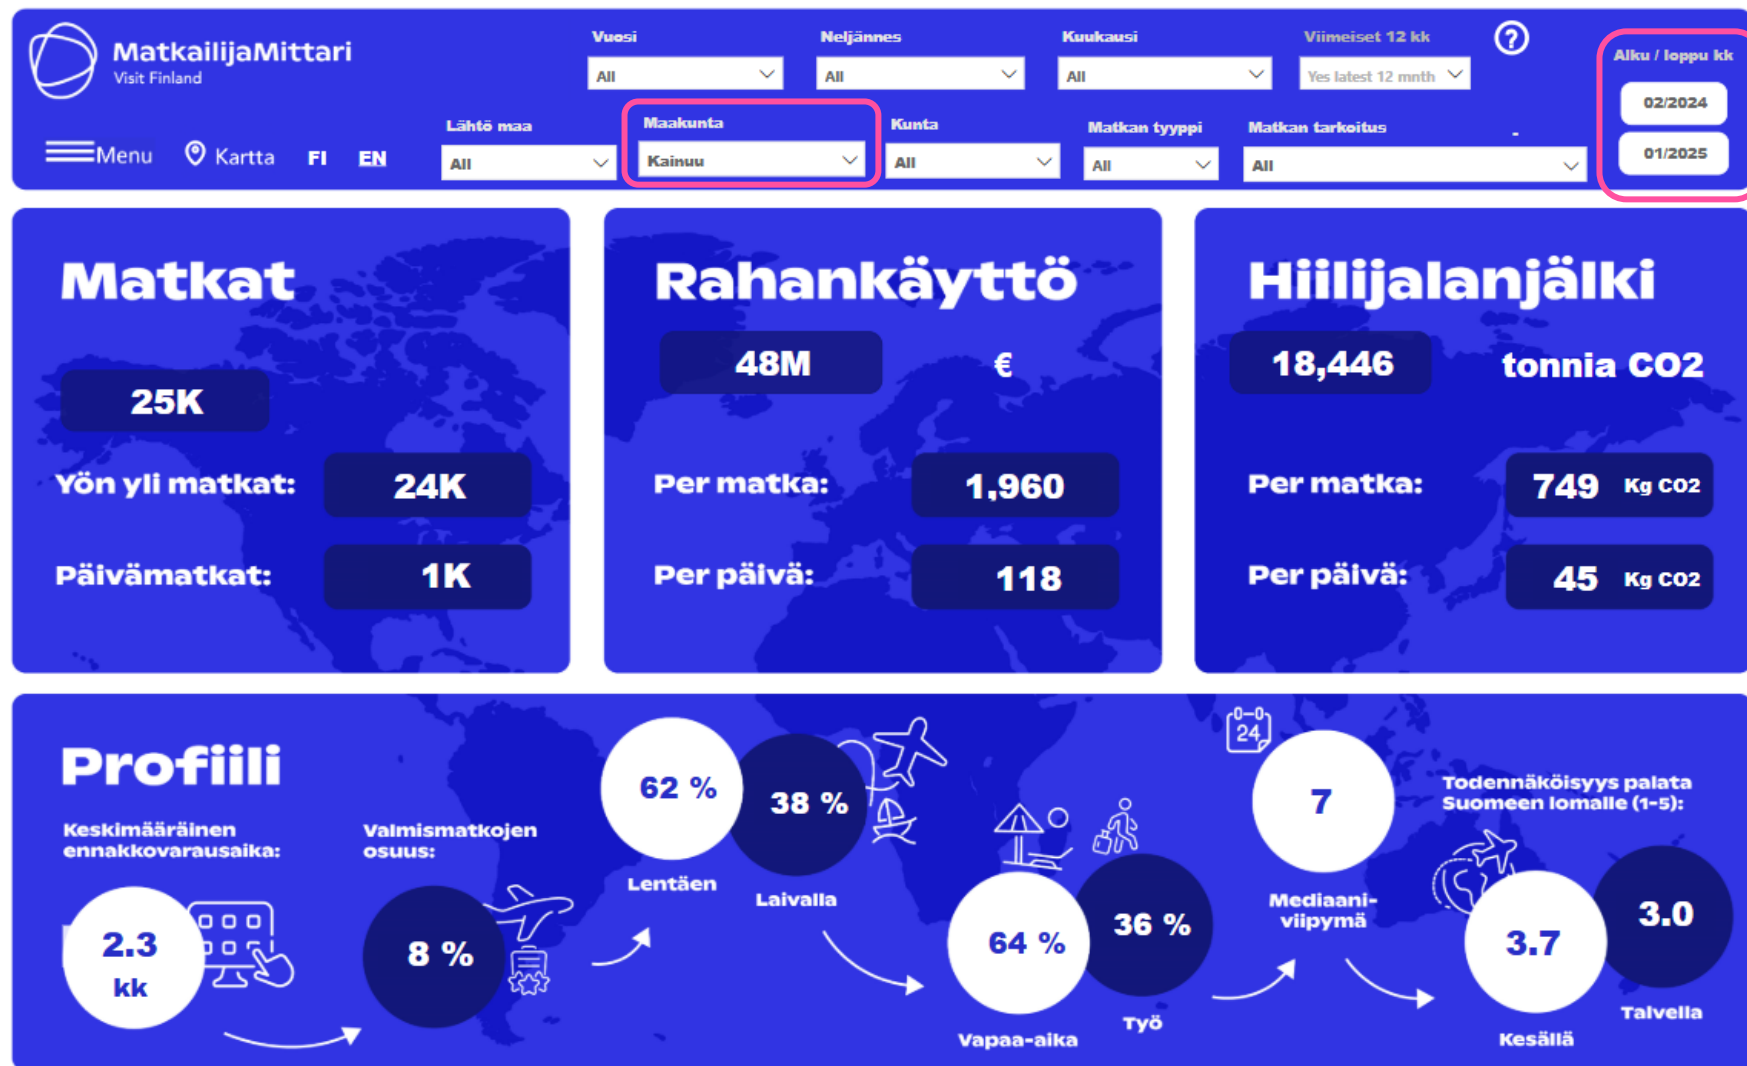 MatkailijaMittari
Visit Finland
Menu
Kartta
FI
EN
Vuosi
All
Neljännes
All
Kuukausi
All
Viimeiset 12 kk
Yes latest 12 mnth
?
Alku / loppu kk
02/2024
01/2025
Lähtö maa
All
Maakunta
Kainuu
Kunta
All
Matkan tyyppi
All
Matkan tarkoitus
-
All
Matkat
25K
Yön yli matkat: 24K
Päivämatkat: 1K
Rahankäyttö
48M €
Per matka: 1,960
Per päivä: 118
Hiilijalanjälki
18,446 tonnia CO2
Per matka: 749 Kg CO2
Per päivä: 45 Kg CO2
Profiili
Keskimääräinen
ennakkovarausaika:
2.3
kk
Valmismatkojen
osuus:
8 %
62 %
Lentäen
38 %
Laivalla
64 %
Vapaa-aika
36 %
Työ
24
7
Mediaani-
viipymä
Todennäköisyys palata
Suomeen lomalle (1-5):
3.7
Kesällä
3.0
Talvella